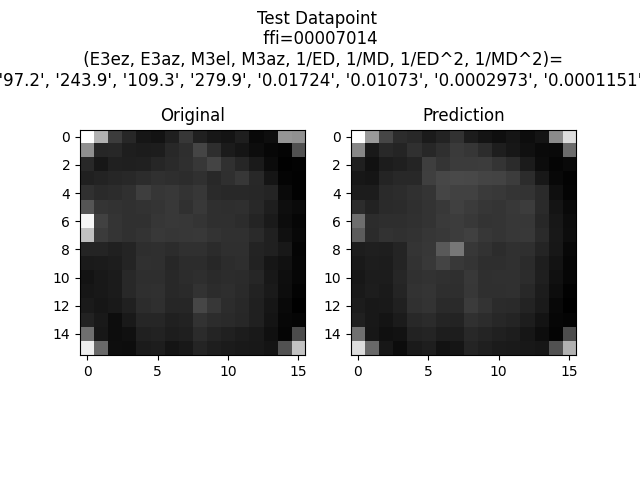 Test Datapoint
ffi=00007014
(E3ez, E3az, M3el, M3az, 1/ED, 1/MD, 1/ED^2, 1/MD^2)=
'97.2', '243.9', '109.3', '279.9', '0.01724', '0.01073', '0.0002973', '0.0001151'
Original Prediction
0 2 4 6 8 10 12 14
0 5 10 15
0 2 4 6 8 10 12 14
0 5 10 15